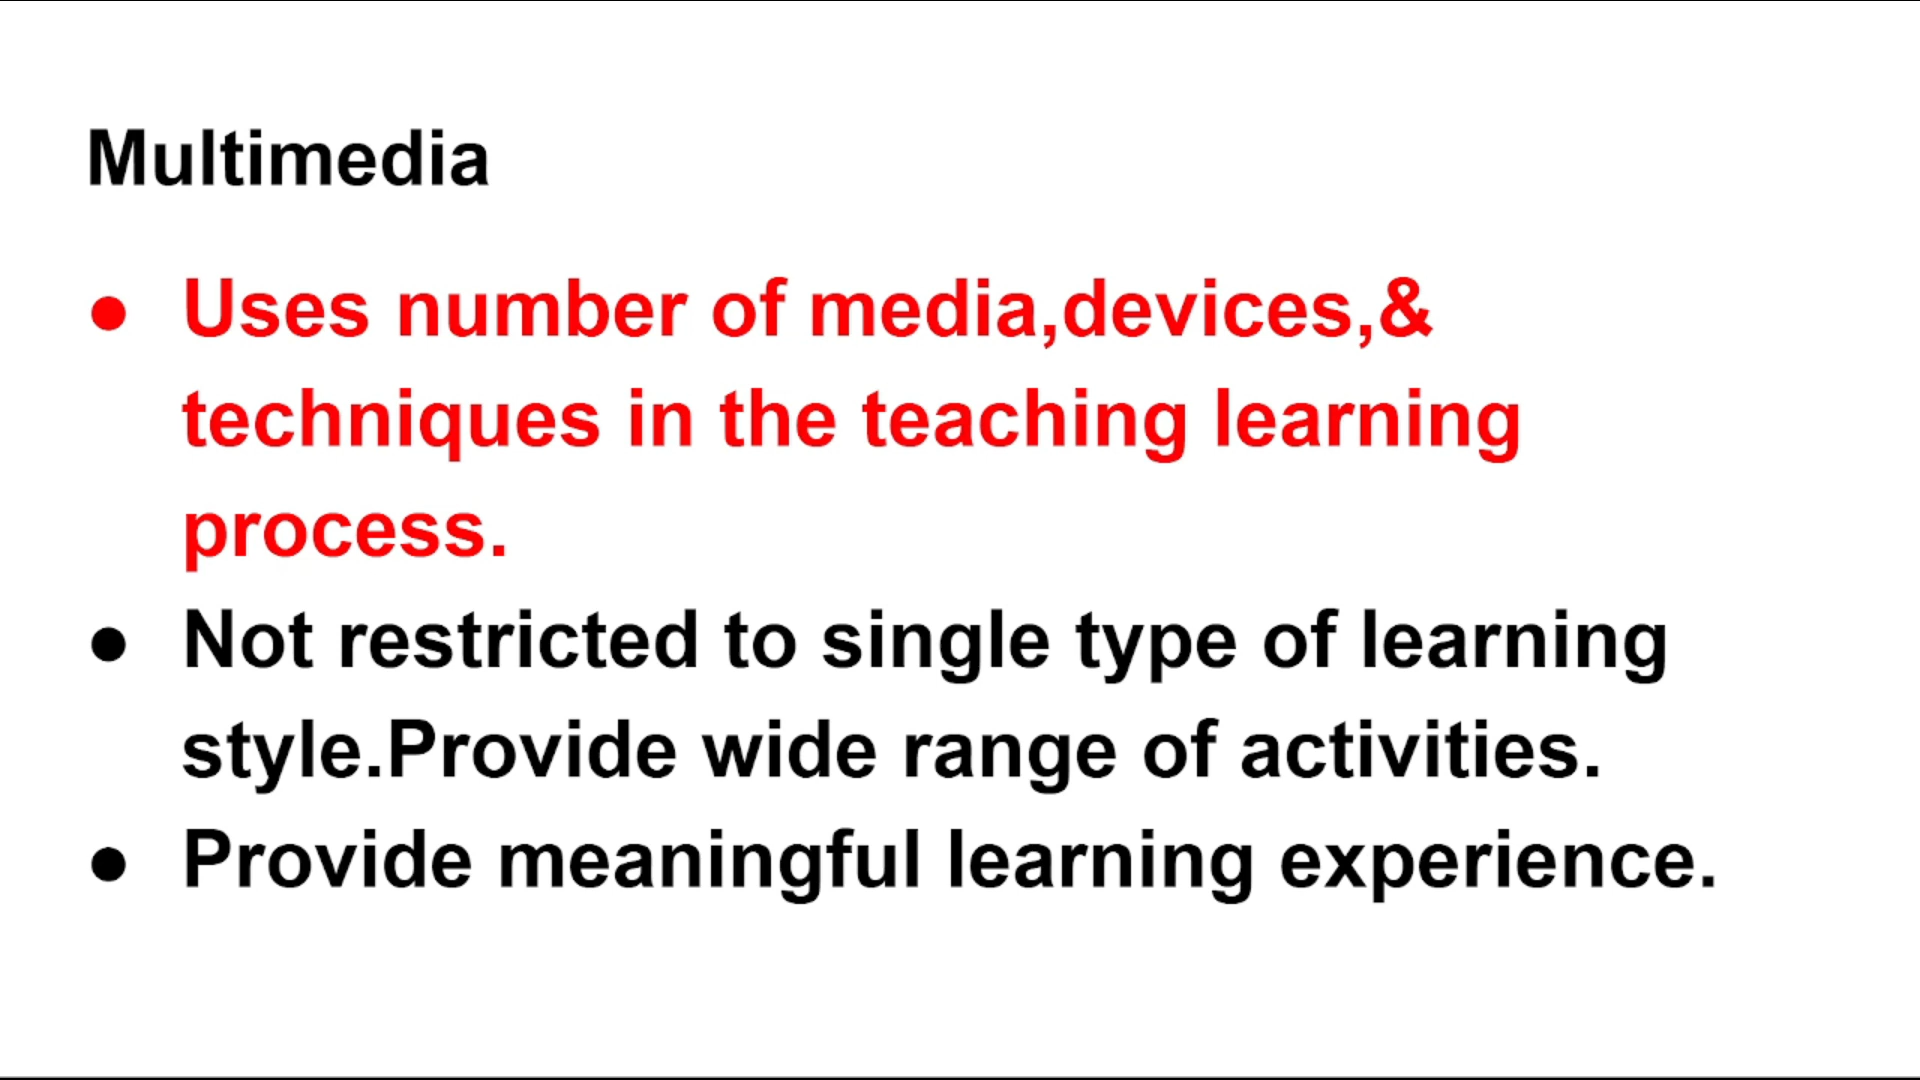 Multimedia
● Uses number of media,devices,&
techniques in the teaching learning
process.
● Not restricted to single type of learning
style.Provide wide range of activities.
● Provide meaningful learning experience.